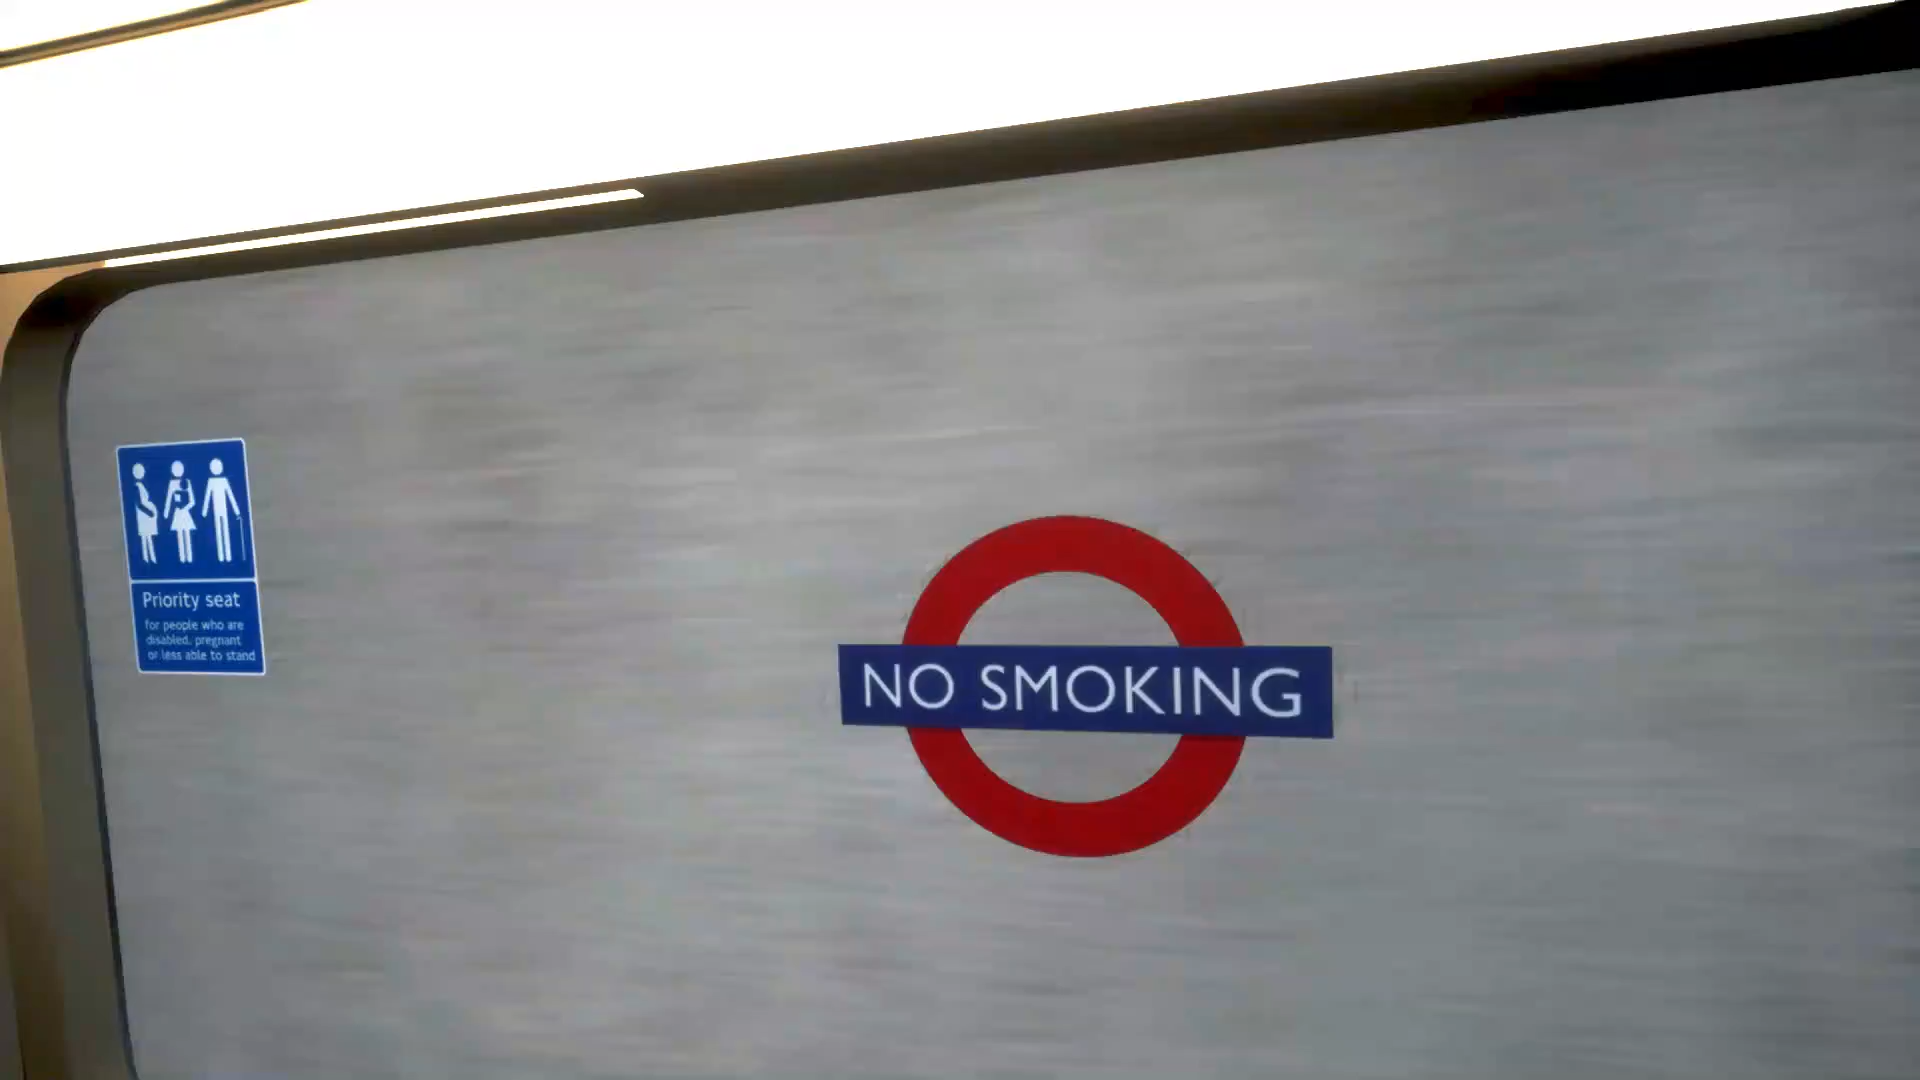 Priority seat
for people who are
disabled, pregnant
or less able to stand
NO SMOKING